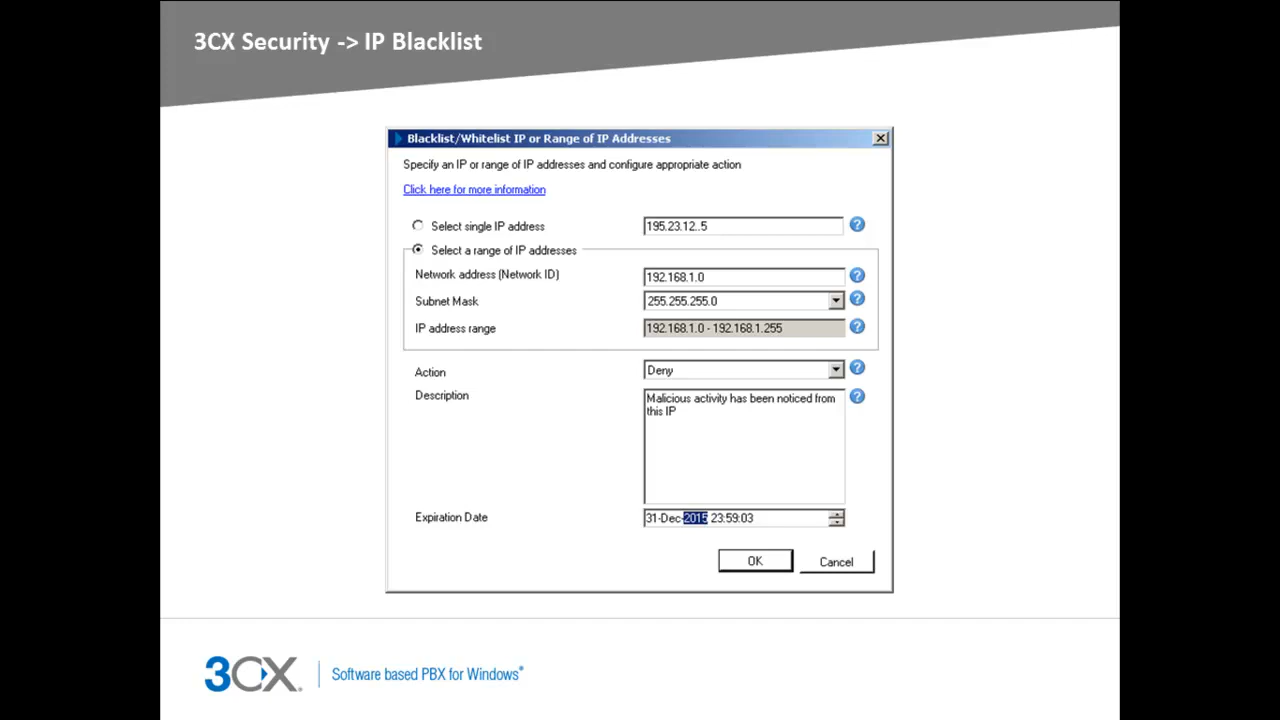 3CX Security -> IP Blacklist
Blacklist/Whitelist IP or Range of IP Addresses
Specify an IP or range of IP addresses and configure appropriate action
Click here for more information
Select single IP address
195.23.12..5
Select a range of IP addresses
Network address (Network ID)
192.168.1.0
Subnet Mask
255.255.255.0
IP address range
192.168.1.0 - 192.168.1.255
Action
Deny
Description
Malicious activity has been noticed from
this IP
Expiration Date
31-Dec-2015 23:59:03
OK
Cancel
3CX®
Software based PBX for Windows®